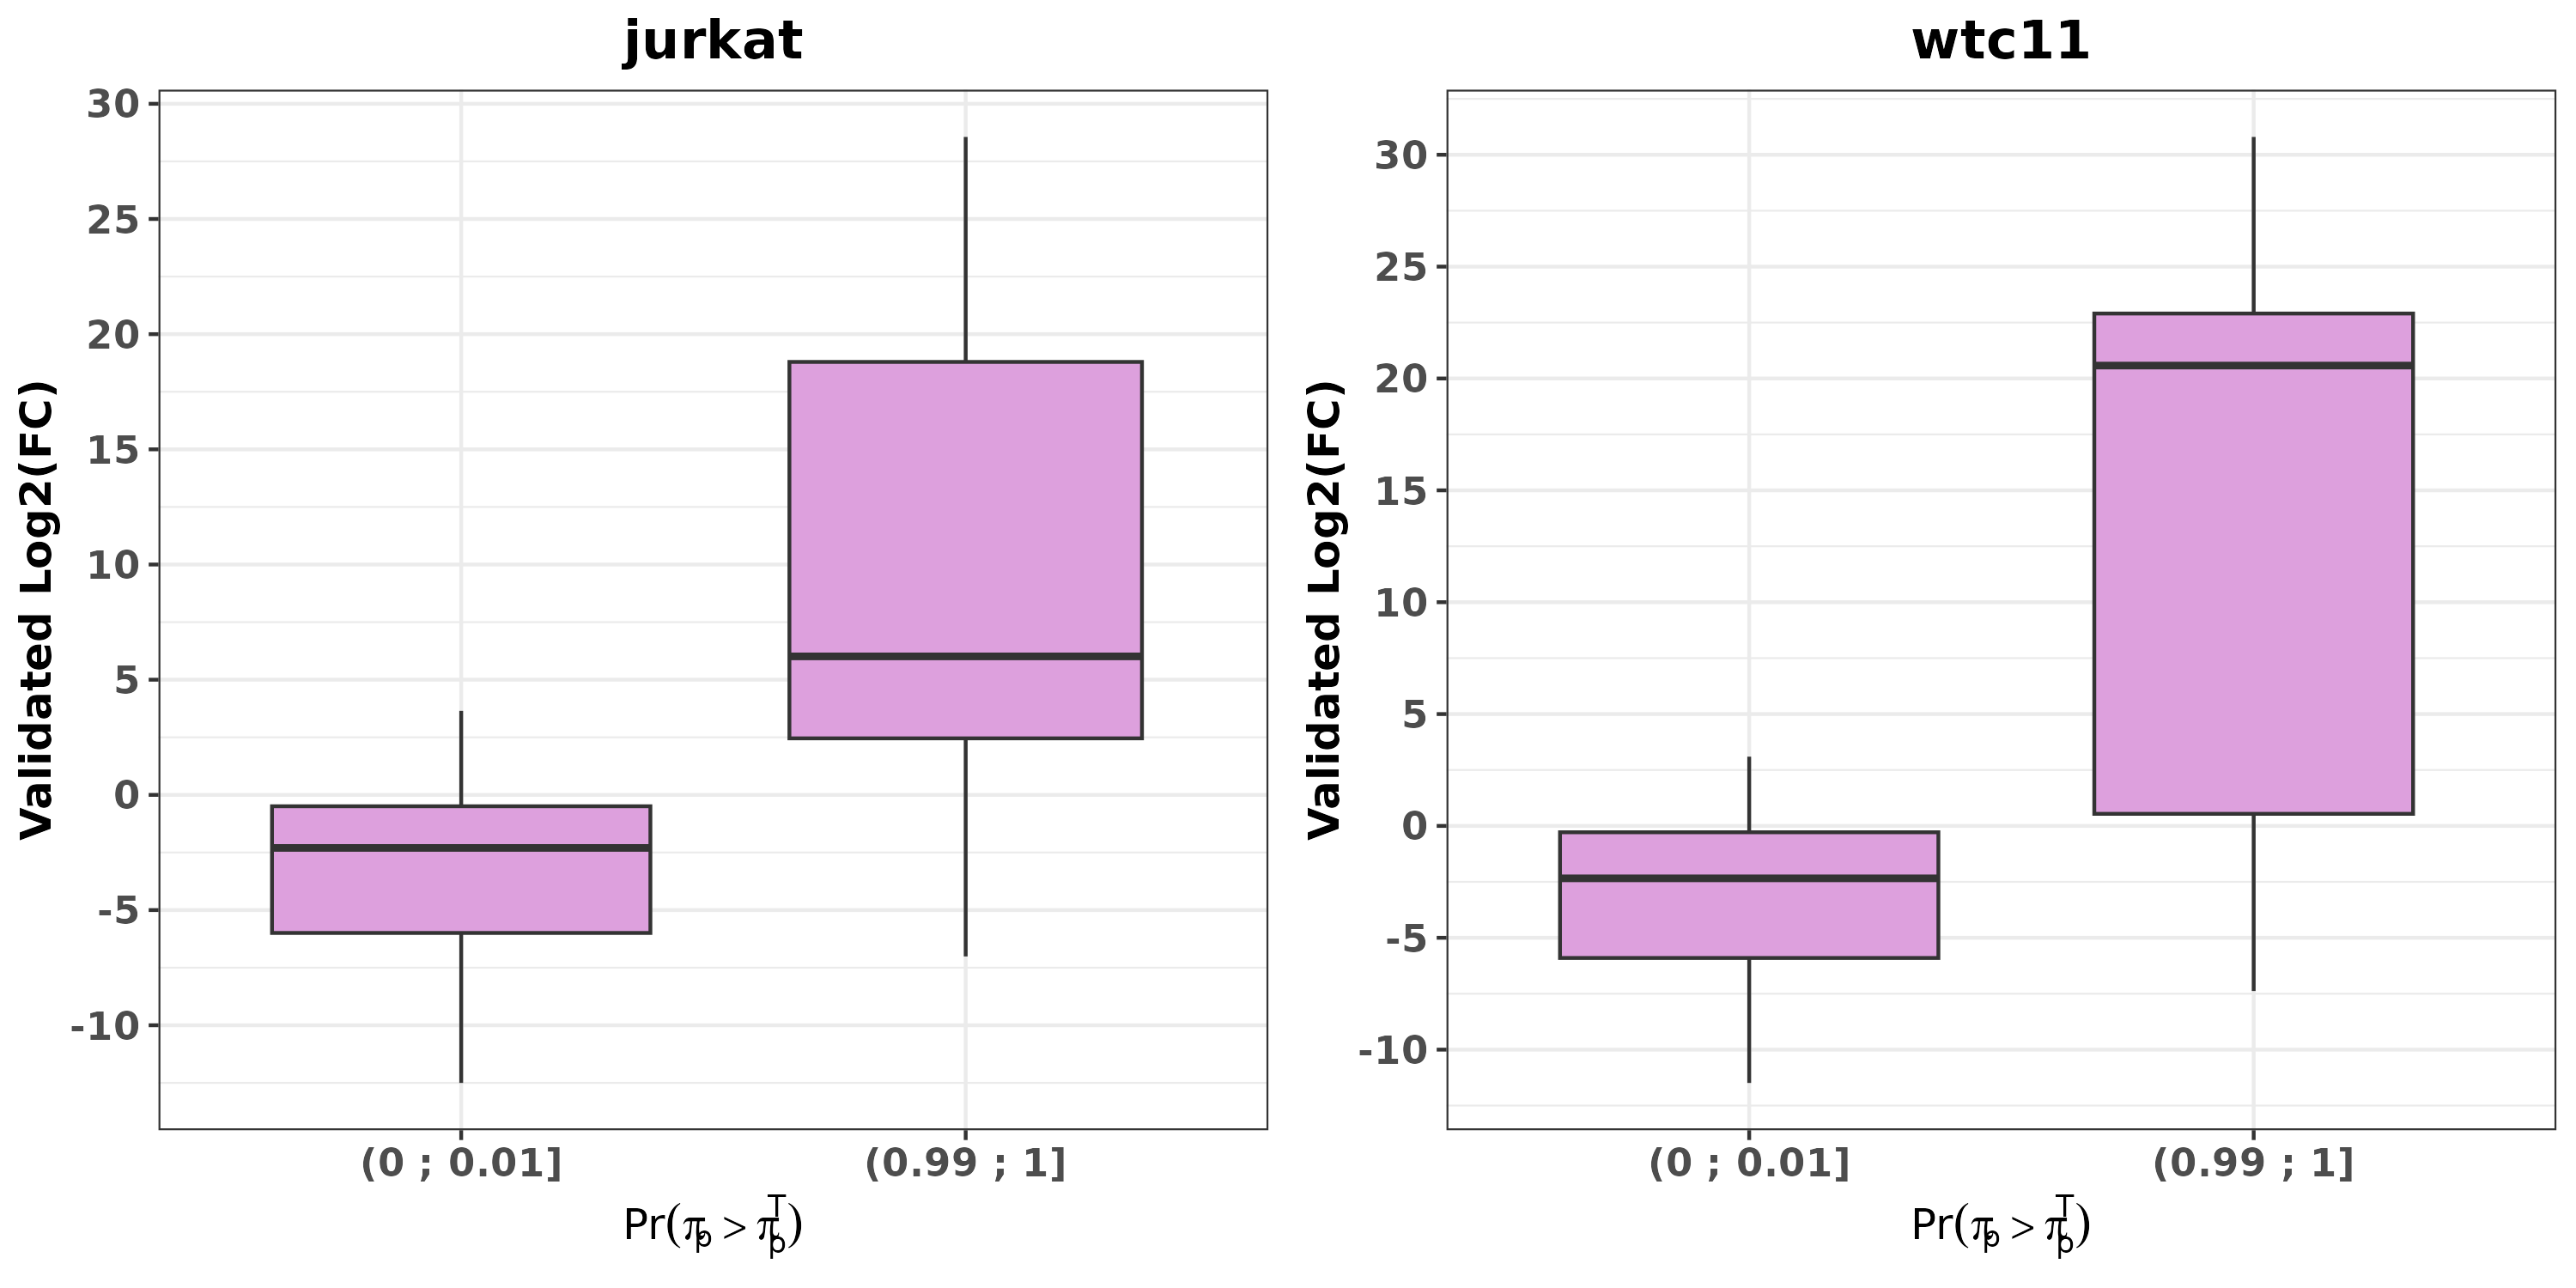 jurkat
Validated Log2(FC)
30
25
20
15
10
5
0
-5
-10
(0 ; 0.01]
(0.99 ; 1]
Pr(πp > πpT)
wtc11
Validated Log2(FC)
30
25
20
15
10
5
0
-5
-10
(0 ; 0.01]
(0.99 ; 1]
Pr(πp > πpT)